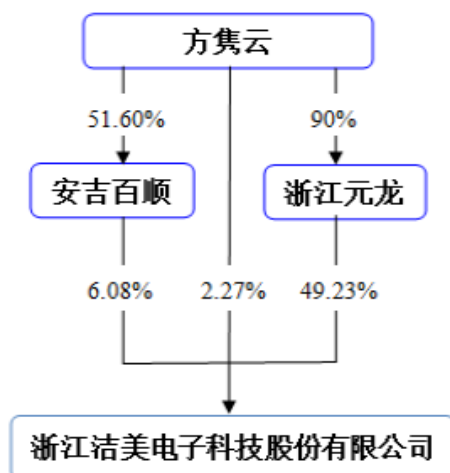 方隽云
51.60%
90%
安吉百顺
浙江元龙
6.08%
2.27%
49.23%
浙江洁美电子科技股份有限公司